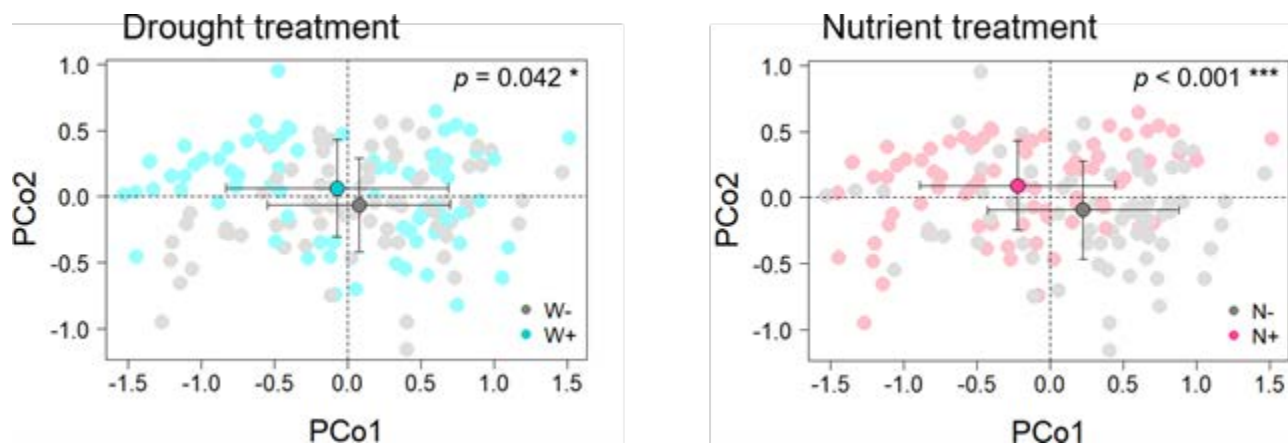 Drought treatment
p = 0.042 *
PCo2
1.0
0.5
0.0
-0.5
-1.0
W-
W+
-1.5 -1.0 -0.5 0.0 0.5 1.0 1.5
PCo1
Nutrient treatment
p < 0.001 ***
PCo2
1.0
0.5
0.0
-0.5
-1.0
N-
N+
-1.5 -1.0 -0.5 0.0 0.5 1.0 1.5
PCo1